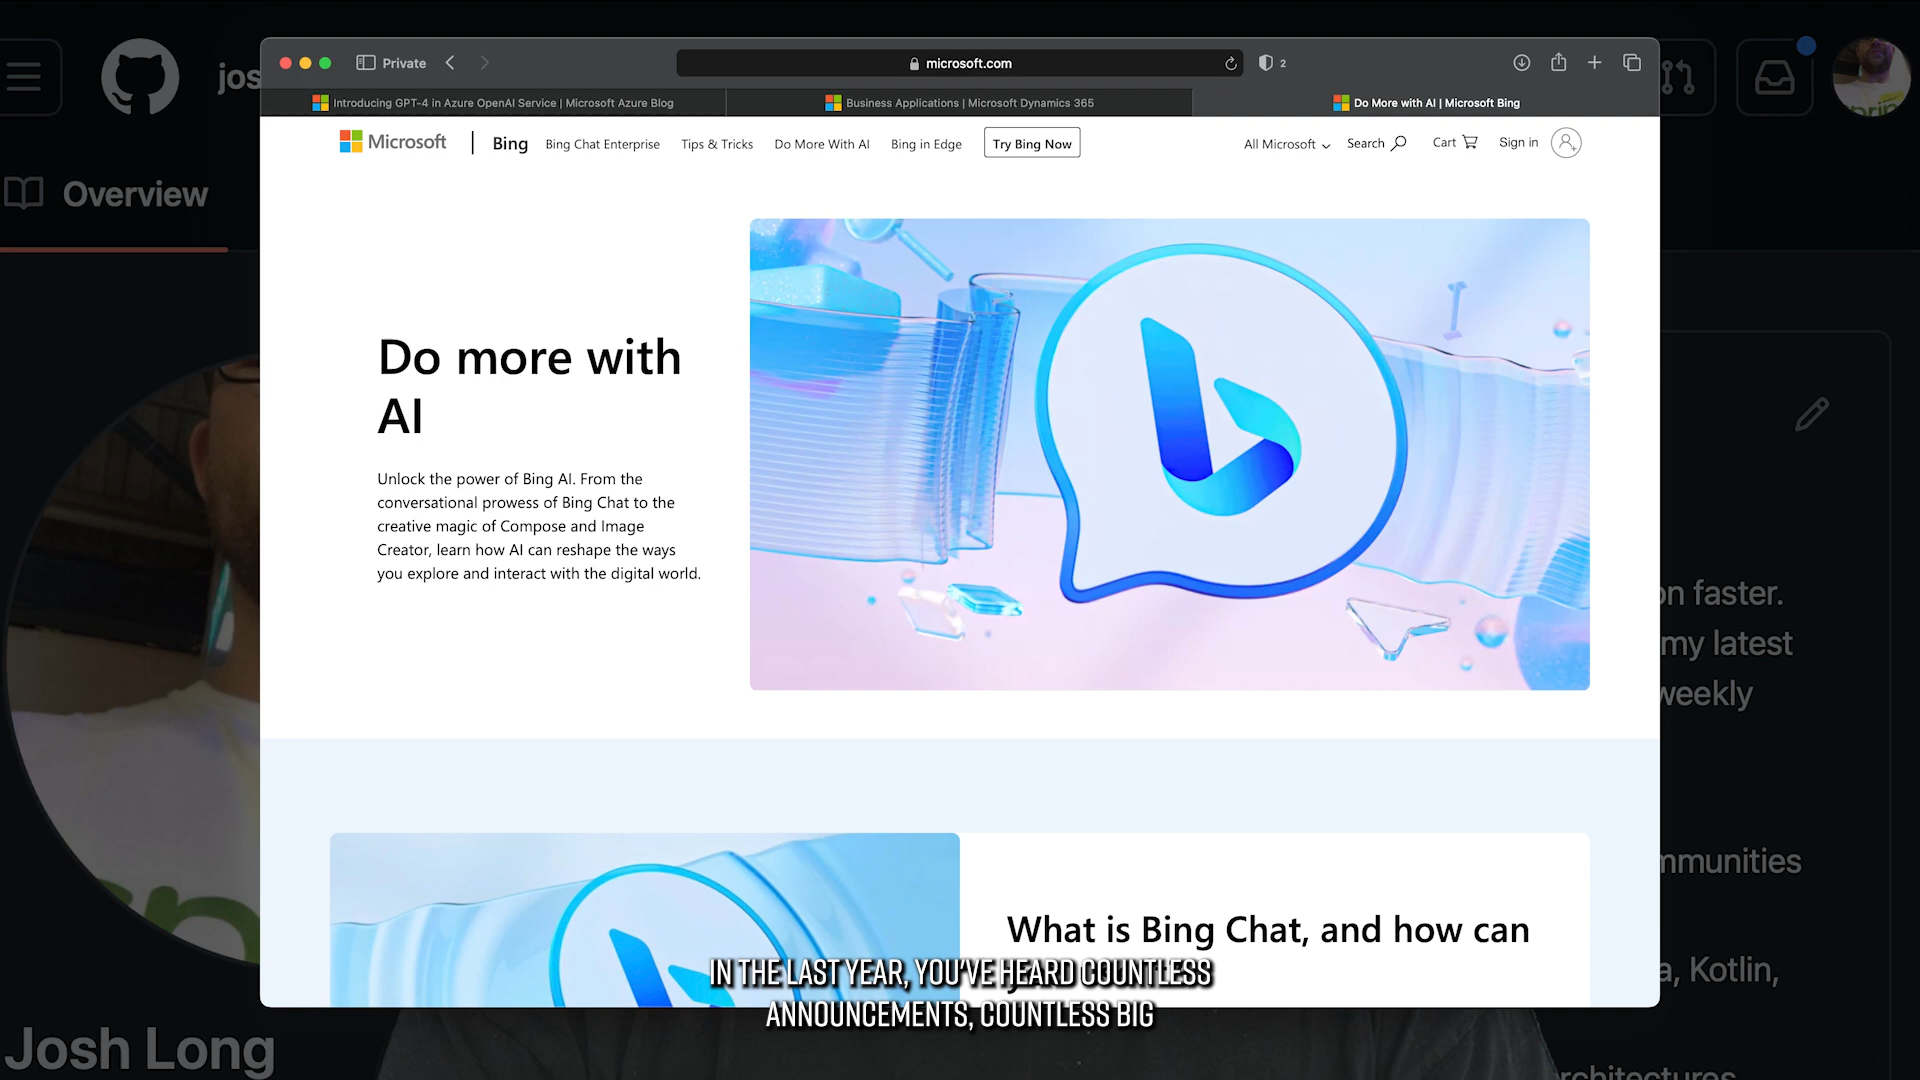 jos
Private
microsoft.com
2
Introducing GPT-4 in Azure OpenAI Service | Microsoft Azure Blog
Business Applications | Microsoft Dynamics 365
Do More with AI | Microsoft Bing
Microsoft
Bing
Bing Chat Enterprise
Tips & Tricks
Do More With AI
Bing in Edge
Try Bing Now
All Microsoft
Search
Cart
Sign in
Overview
Do more with
AI
Unlock the power of Bing AI. From the
conversational prowess of Bing Chat to the
creative magic of Compose and Image
Creator, learn how AI can reshape the ways
you explore and interact with the digital world.
on faster.
my latest
weekly
mmunities
What is Bing Chat, and how can
a, Kotlin,
IN THE LAST YEAR, YOU'VE HEARD COUNTLESS
ANNOUNCEMENTS, COUNTLESS BIG
Josh Long
rchitectures